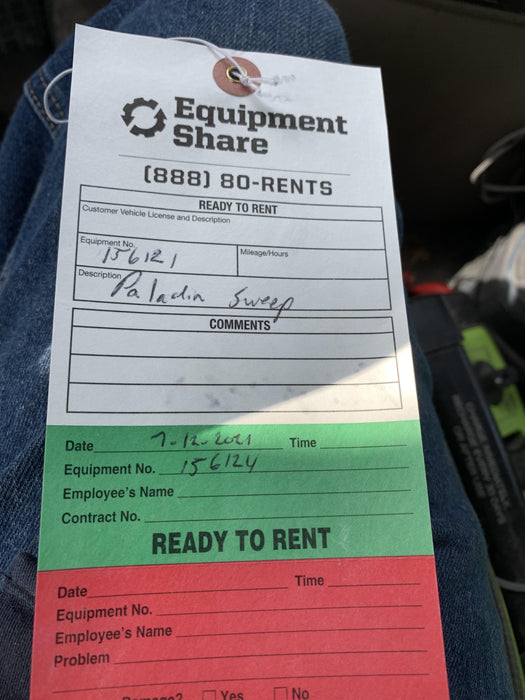 Equipment
Share
(888) 80-RENTS
READY TO RENT
Customer Vehicle License and Description
Equipment No.
156121
Mileage/Hours
Description Paladin Sweep
COMMENTS
Date 7-12-2021 Time
Equipment No. 156124
Employee's Name
Contract No.
READY TO RENT
Date Time
Equipment No.
Employee's Name
Problem
Damage? Yes No